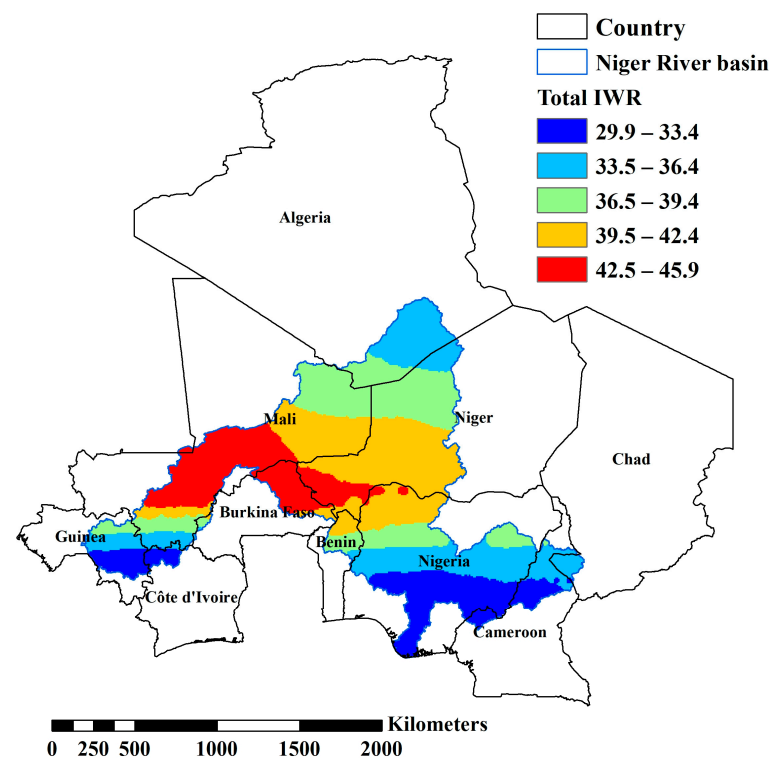 Country
Niger River basin
Total IWR
29.9 – 33.4
33.5 – 36.4
36.5 – 39.4
39.5 – 42.4
42.5 – 45.9
Algeria
Mali
Niger
Chad
Burkina Faso
Guinea
Benin
Nigeria
Côte d'Ivoire
Cameroon
Kilometers
0 250 500 1000 1500 2000